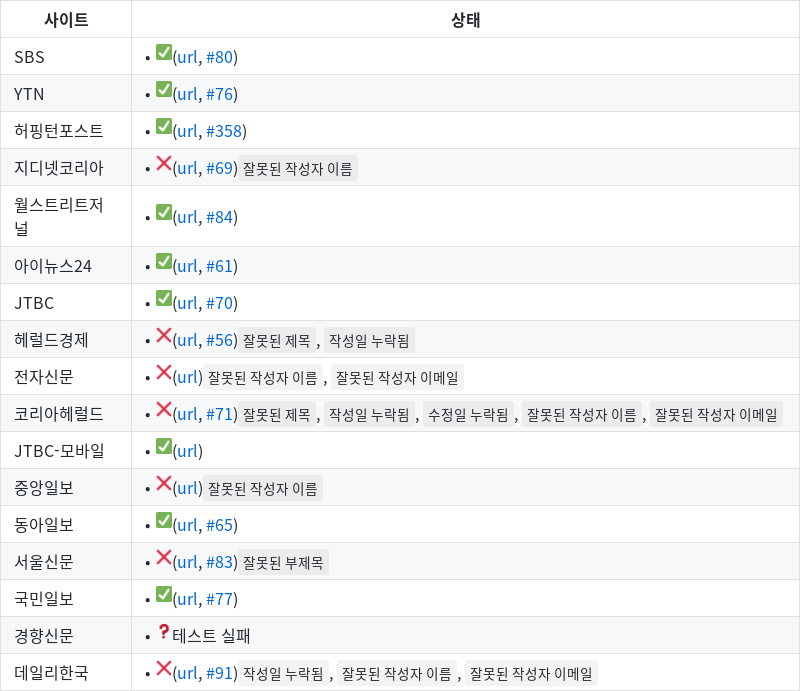 사이트 상태
SBS • ✅(url, #80)
YTN • ✅(url, #76)
허핑턴포스트 • ✅(url, #358)
지디넷코리아 • ❌(url, #69) 잘못된 작성자 이름
월스트리트저
널 • ✅(url, #84)
아이뉴스24 • ✅(url, #61)
JTBC • ✅(url, #70)
헤럴드경제 • ❌(url, #56) 잘못된 제목 , 작성일 누락됨
전자신문 • ❌(url) 잘못된 작성자 이름 , 잘못된 작성자 이메일
코리아헤럴드 • ❌(url, #71) 잘못된 제목 , 작성일 누락됨 , 수정일 누락됨 , 잘못된 작성자 이름 , 잘못된 작성자 이메일
JTBC-모바일 • ✅(url)
중앙일보 • ❌(url) 잘못된 작성자 이름
동아일보 • ✅(url, #65)
서울신문 • ❌(url, #83) 잘못된 부제목
국민일보 • ✅(url, #77)
경향신문 • ❓테스트 실패
데일리한국 • ❌(url, #91) 작성일 누락됨 , 잘못된 작성자 이름 , 잘못된 작성자 이메일